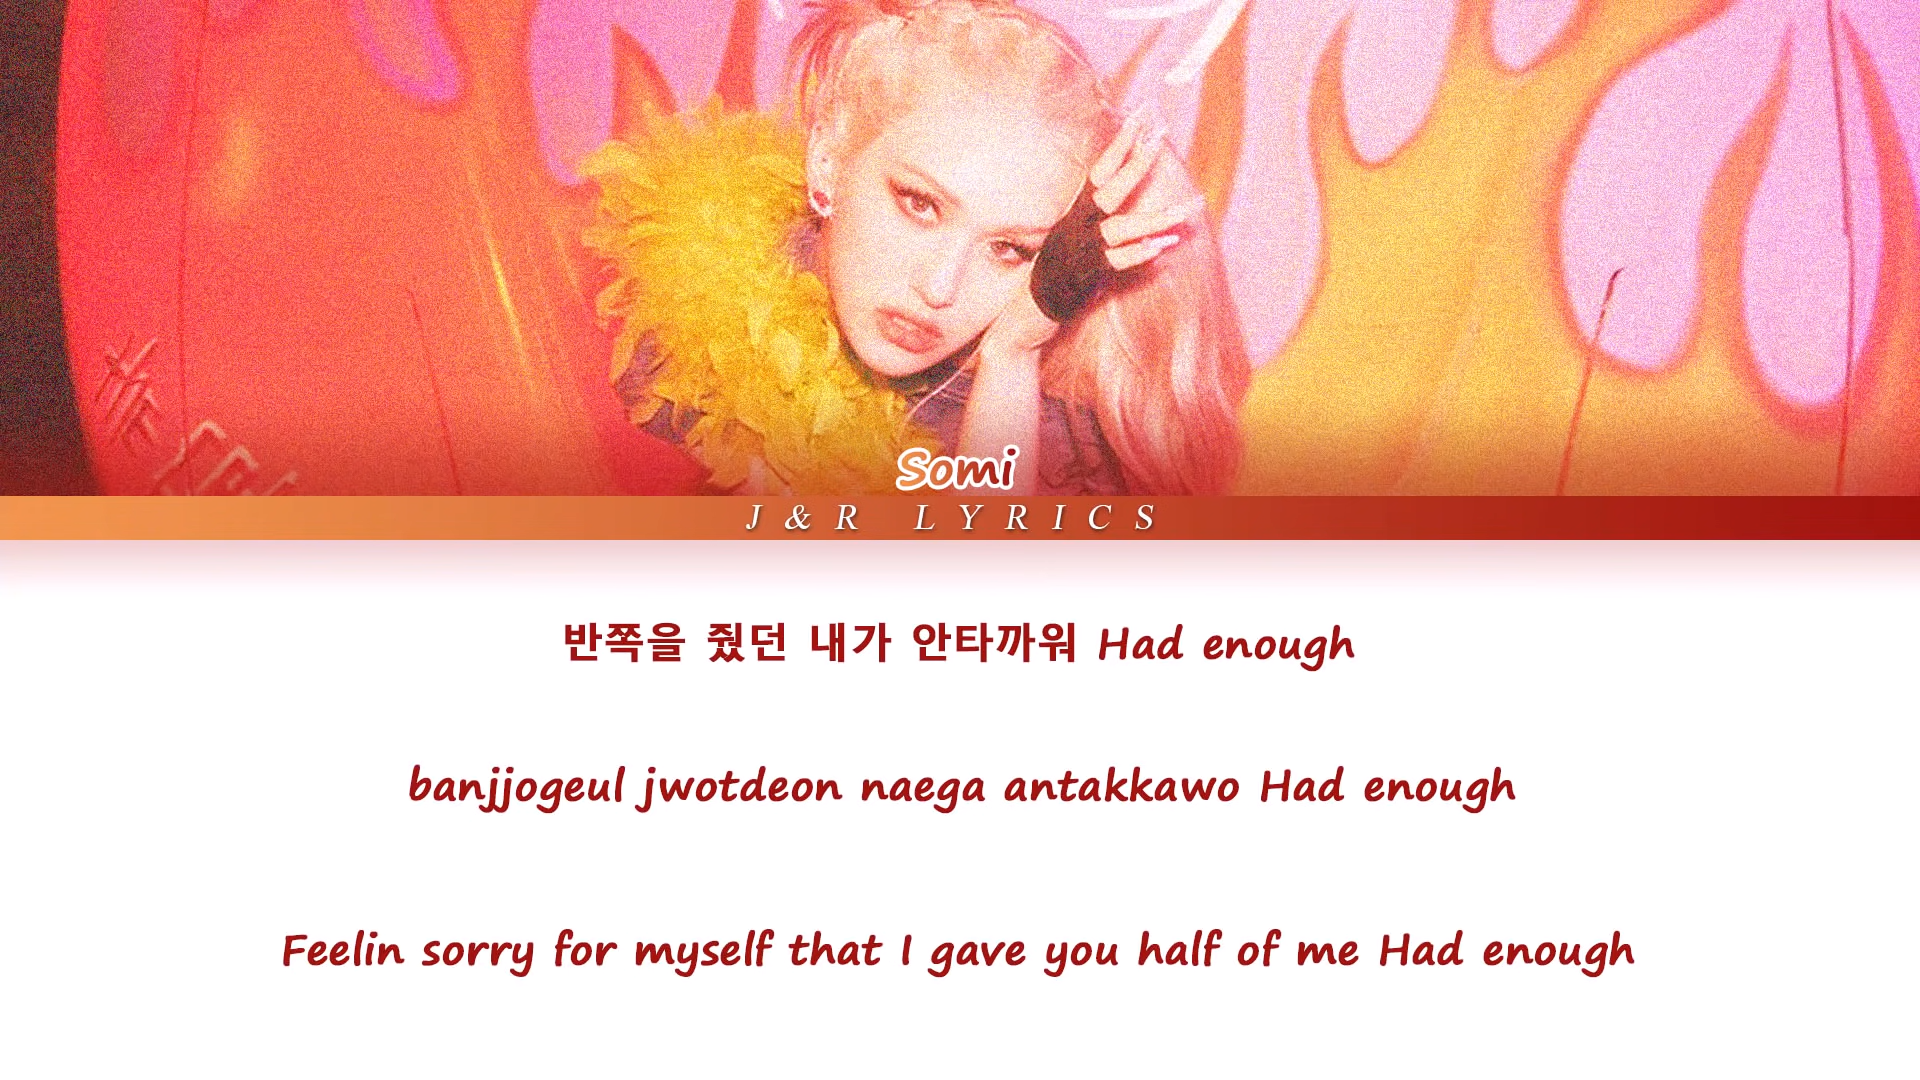 Somi
J&R LYRICS
반쪽을 줬던 내가 안타까워 Had enough
banjjogeul jwotdeon naega antakkawo Had enough
Feelin sorry for myself that I gave you half of me Had enough